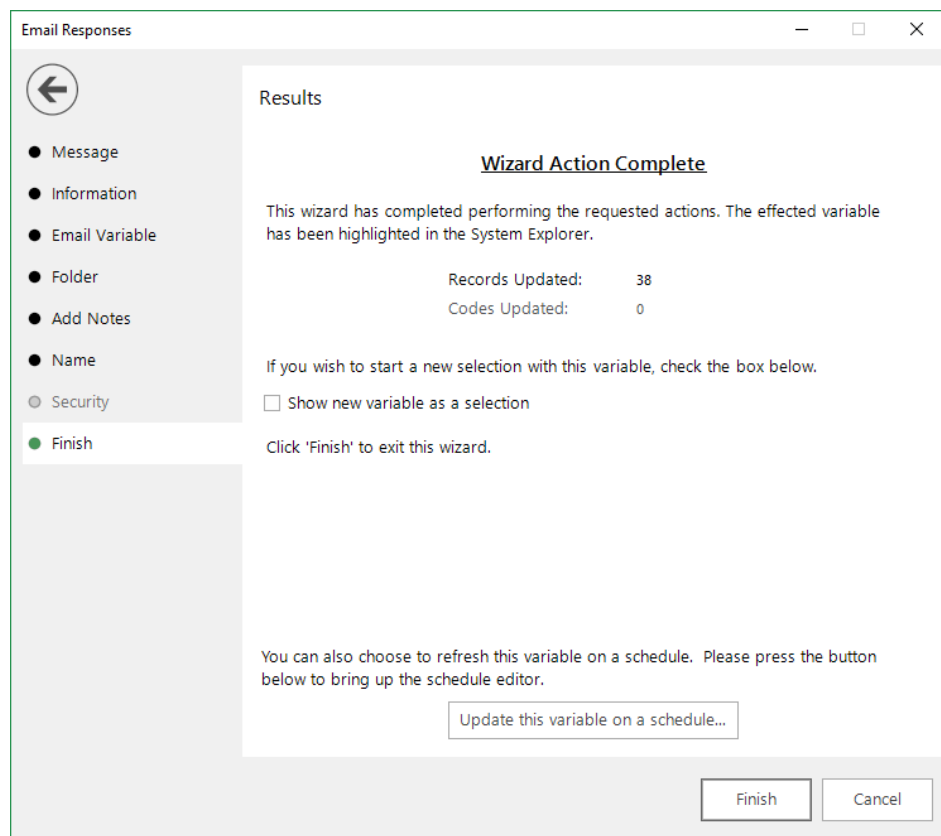 Email Responses
Results
Message
Information
Email Variable
Folder
Add Notes
Name
Security
Finish
Wizard Action Complete
This wizard has completed performing the requested actions. The effected variable
has been highlighted in the System Explorer.
Records Updated: 38
Codes Updated: 0
If you wish to start a new selection with this variable, check the box below.
Show new variable as a selection
Click 'Finish' to exit this wizard.
You can also choose to refresh this variable on a schedule. Please press the button
below to bring up the schedule editor.
Update this variable on a schedule...
Finish Cancel